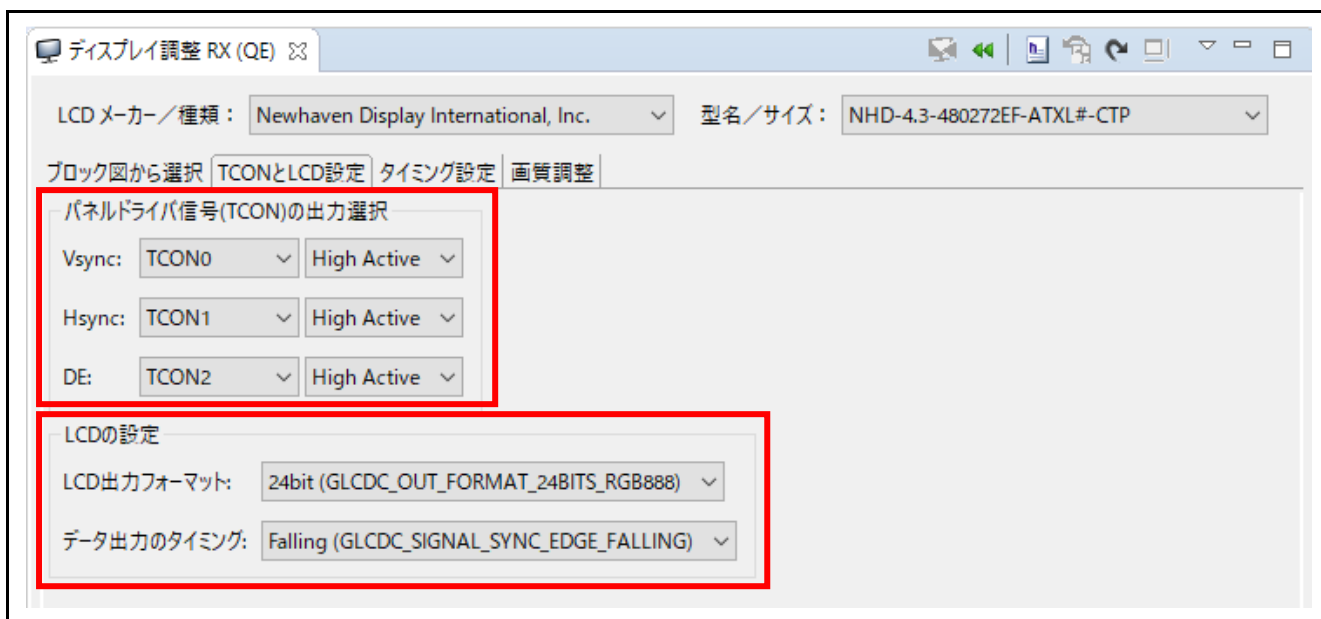 ディスプレイ調整 RX (QE)
LCD メーカー／種類： Newhaven Display International, Inc. 型名／サイズ： NHD-4.3-480272EF-ATXL#-CTP
ブロック図から選択 TCONとLCD設定 タイミング設定 画質調整
パネルドライバ信号(TCON)の出力選択
Vsync: TCON0 High Active
Hsync: TCON1 High Active
DE: TCON2 High Active
LCDの設定
LCD出力フォーマット: 24bit (GLCDC_OUT_FORMAT_24BITS_RGB888)
データ出力のタイミング: Falling (GLCDC_SIGNAL_SYNC_EDGE_FALLING)